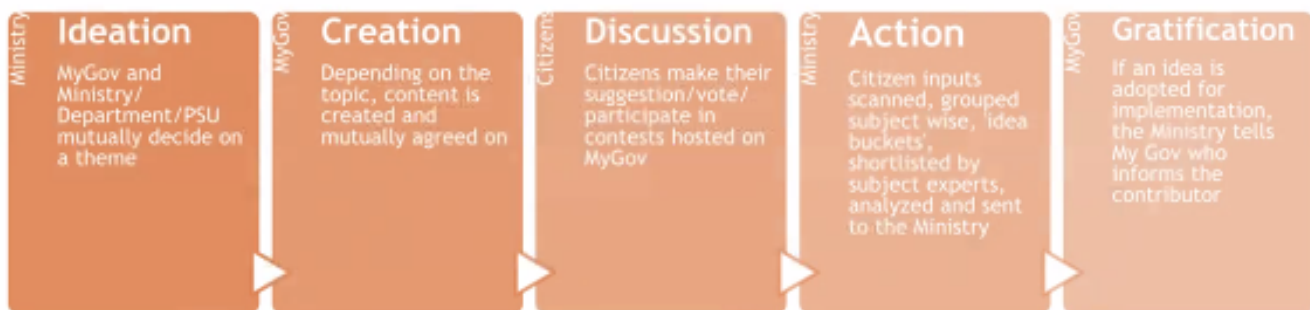 Ministry
Ideation
MyGov and
Ministry/
Department/PSU
mutually decide on
a theme
MyGov
Creation
Depending on the
topic, content is
created and
mutually agreed on
Citizens
Discussion
Citizens make their
suggestion/vote/
participate in
contests hosted on
MyGov
Ministry
Action
Citizen inputs
scanned, grouped
subject wise, 'idea
buckets',
shortlisted by
subject experts,
analyzed and sent
to the Ministry
MyGov
Gratification
If an idea is
adopted for
implementation,
the Ministry tells
My Gov who
informs the
contributor